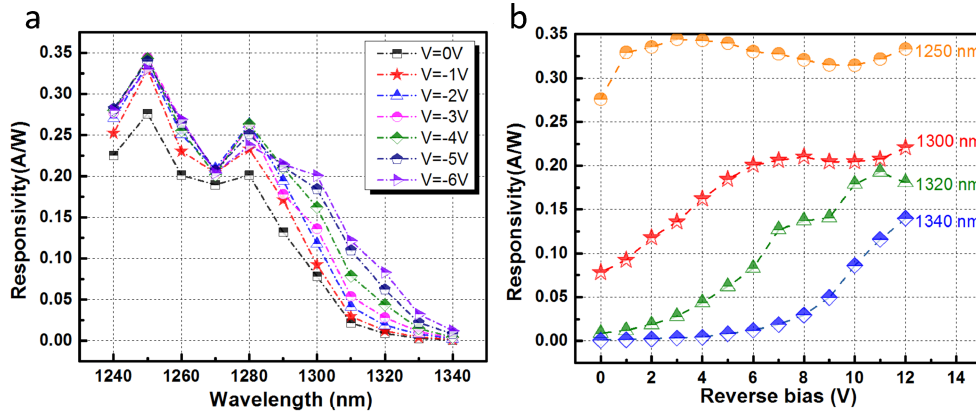 a
0.35
0.30
0.25
0.20
0.15
0.10
0.05
0.00
Responsivity(A/W)
V=0V
V=-1V
V=-2V
V=-3V
V=-4V
V=-5V
V=-6V
1240 1260 1280 1300 1320 1340
Wavelength (nm)
b
0.35
0.30
0.25
0.20
0.15
0.10
0.05
0.00
Responsivity(A/W)
1250 nm
1300 nm
1320 nm
1340 nm
0 2 4 6 8 10 12 14
Reverse bias (V)